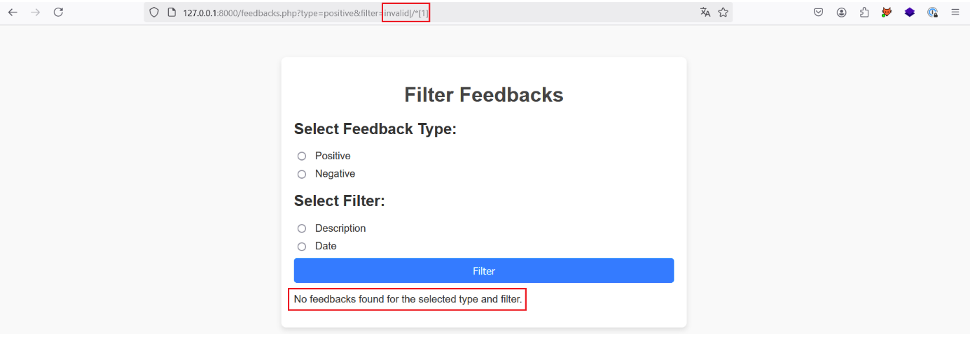 127.0.0.1:8000/feedbacks.php?type=positive&filter=invalid|/*[1]
Filter Feedbacks
Select Feedback Type:
Positive
Negative
Select Filter:
Description
Date
Filter
No feedbacks found for the selected type and filter.